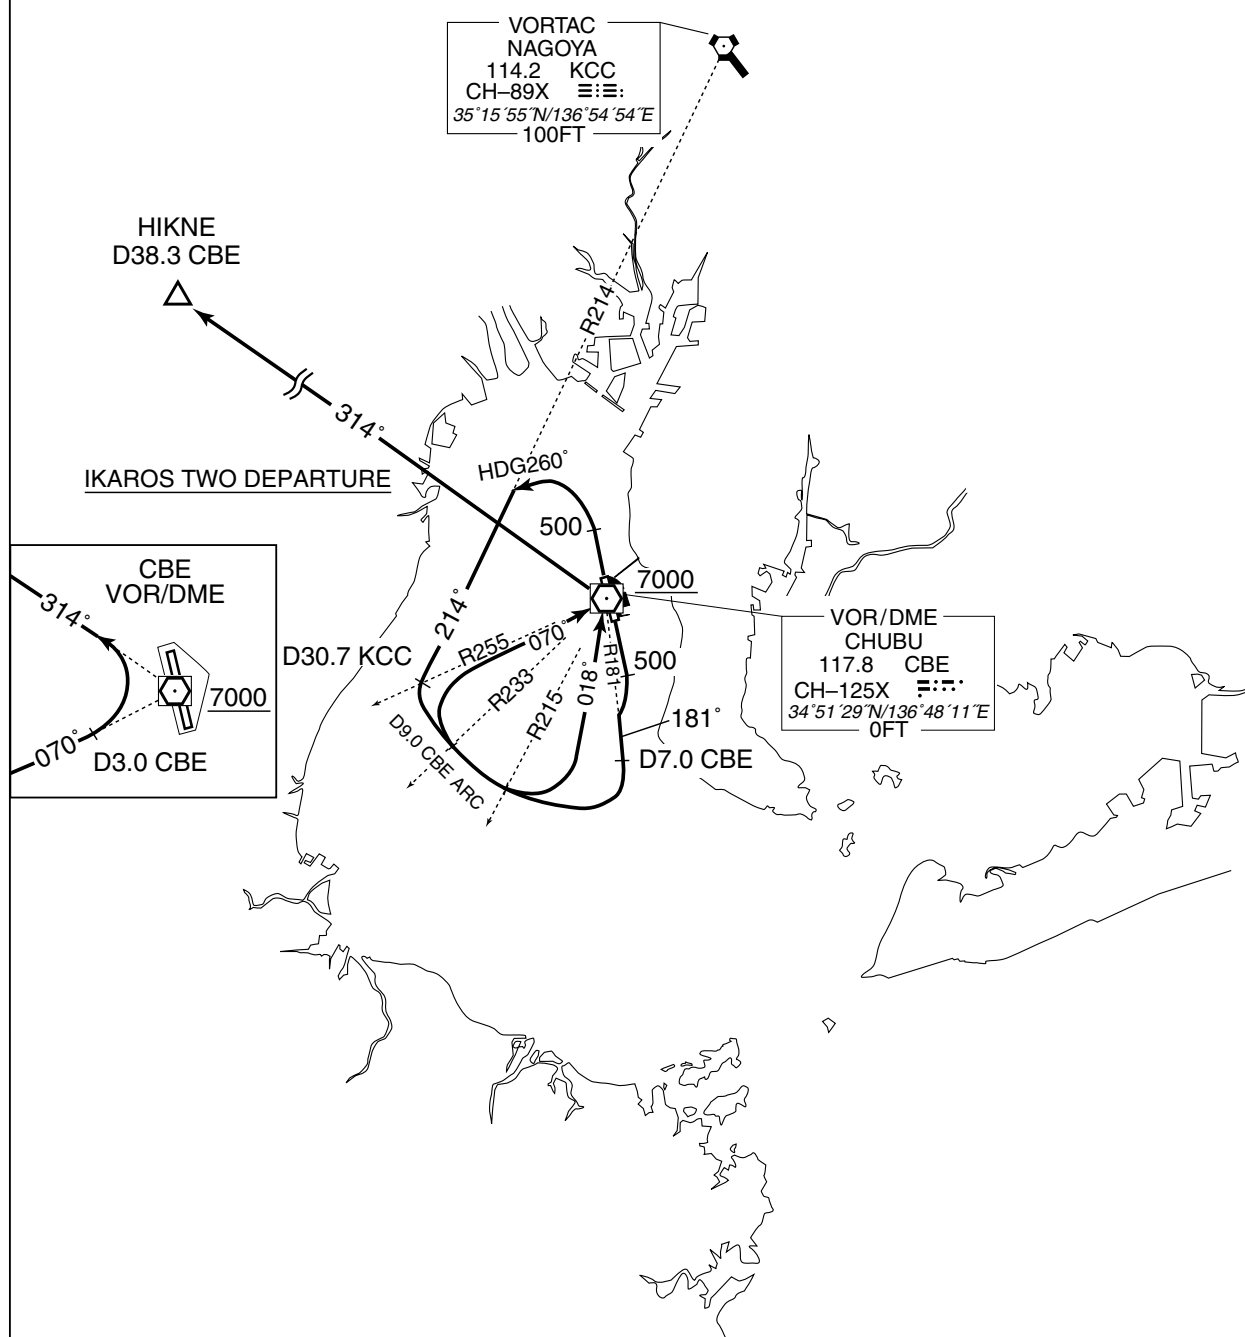 VORTAC
NAGOYA
114.2 KCC
CH–89X
35°15´55˝N/136°54´54˝E
100FT
HIKNE
D38.3 CBE
R214
314°
HDG260°
IKAROS TWO DEPARTURE
500
CBE
VOR/DME
314°
7000
070°
D3.0 CBE
7000
VOR/DME
CHUBU
117.8 CBE
CH–125X
34°51´29˝N/136°48´11˝E
0FT
214°
D30.7 KCC
R255
070°
R233
R215
018°
R181
500
181°
D7.0 CBE
D9.0 CBE ARC